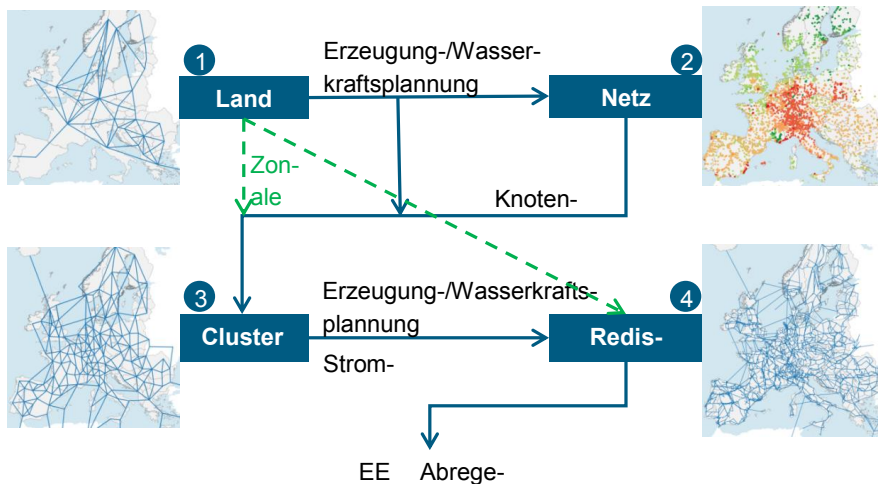 1
Erzeugung-/Wasser-
kraftsplannung
2
Land
Netz
Zon-
ale
Knoten-
3
Erzeugung-/Wasserkrafts-
plannung
4
Cluster
Redis-
Strom-
EE Abrege-